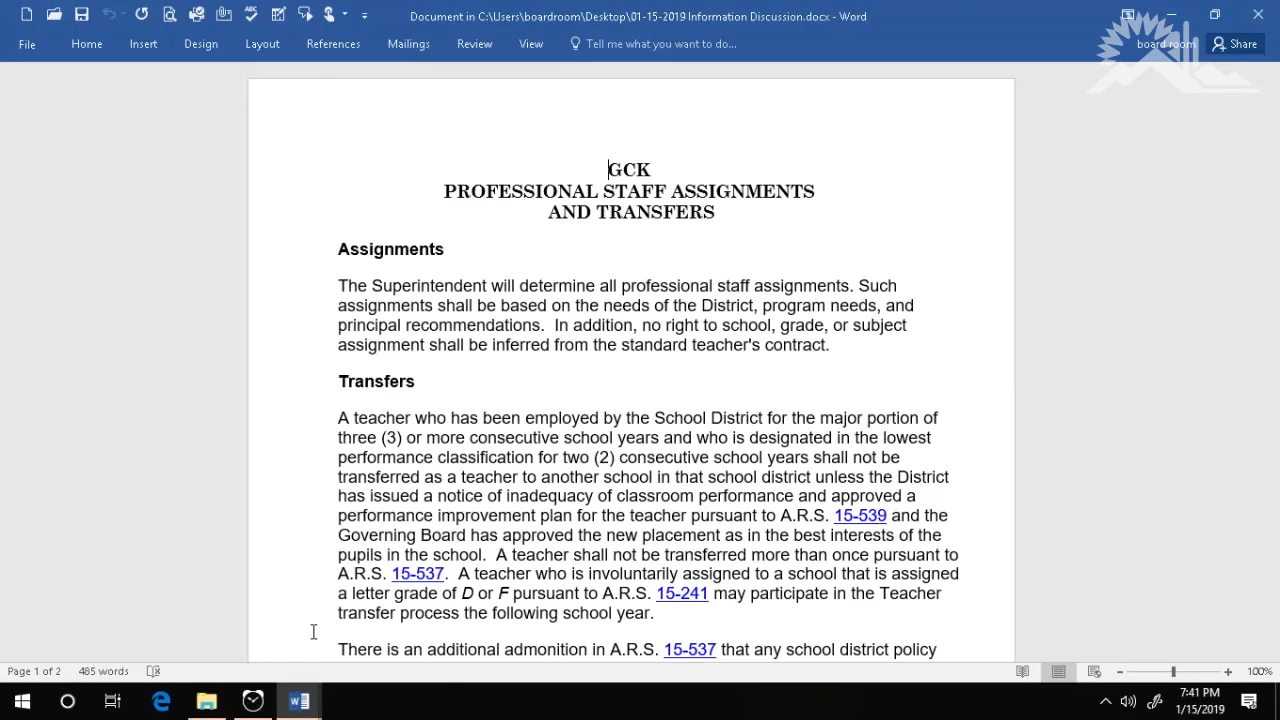 Document in C:\Users\boardroom\Desktop\01-15-2019 Information Discussion.docx - Word
File Home Insert Design Layout References Mailings Review View Tell me what you want to do... board room Share
GCK
PROFESSIONAL STAFF ASSIGNMENTS
AND TRANSFERS
Assignments
The Superintendent will determine all professional staff assignments. Such
assignments shall be based on the needs of the District, program needs, and
principal recommendations.  In addition, no right to school, grade, or subject
assignment shall be inferred from the standard teacher's contract.
Transfers
A teacher who has been employed by the School District for the major portion of
three (3) or more consecutive school years and who is designated in the lowest
performance classification for two (2) consecutive school years shall not be
transferred as a teacher to another school in that school district unless the District
has issued a notice of inadequacy of classroom performance and approved a
performance improvement plan for the teacher pursuant to A.R.S. 15-539 and the
Governing Board has approved the new placement as in the best interests of the
pupils in the school.  A teacher shall not be transferred more than once pursuant to
A.R.S. 15-537.  A teacher who is involuntarily assigned to a school that is assigned
a letter grade of D or F pursuant to A.R.S. 15-241 may participate in the Teacher
transfer process the following school year.
There is an additional admonition in A.R.S. 15-537 that any school district policy
Page 1 of 2 485 words 100%
7:41 PM
1/15/2019